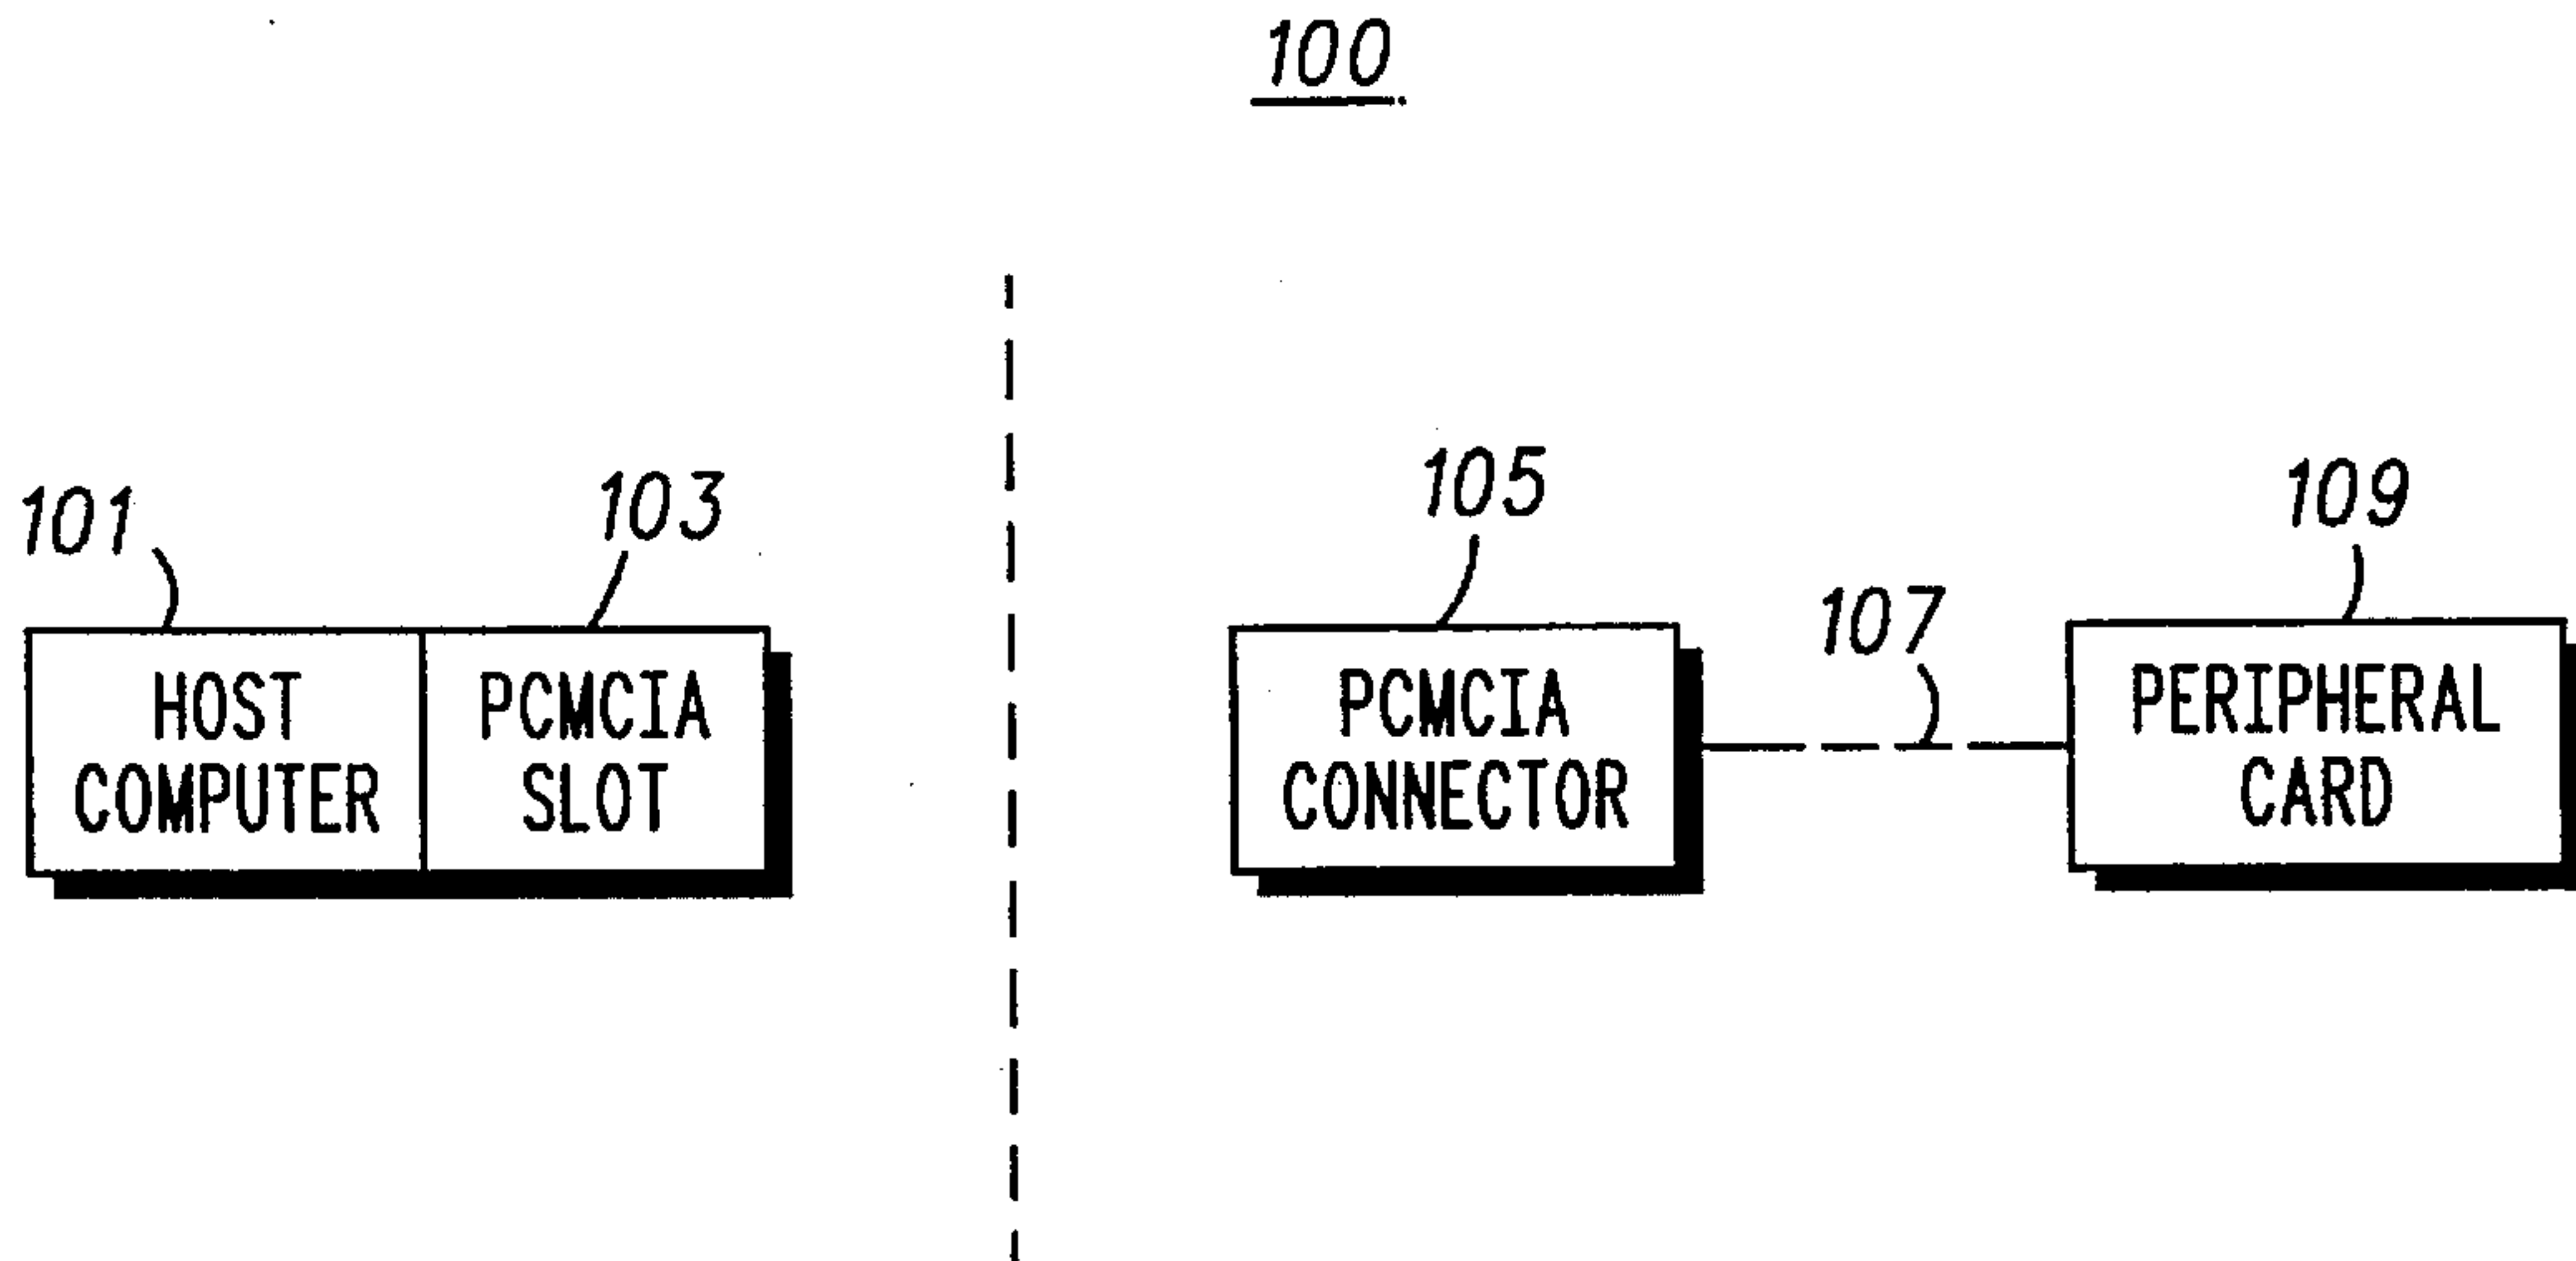 100
101
103
105
107
109
HOST
COMPUTER
PCMCIA
SLOT
PCMCIA
CONNECTOR
PERIPHERAL
CARD